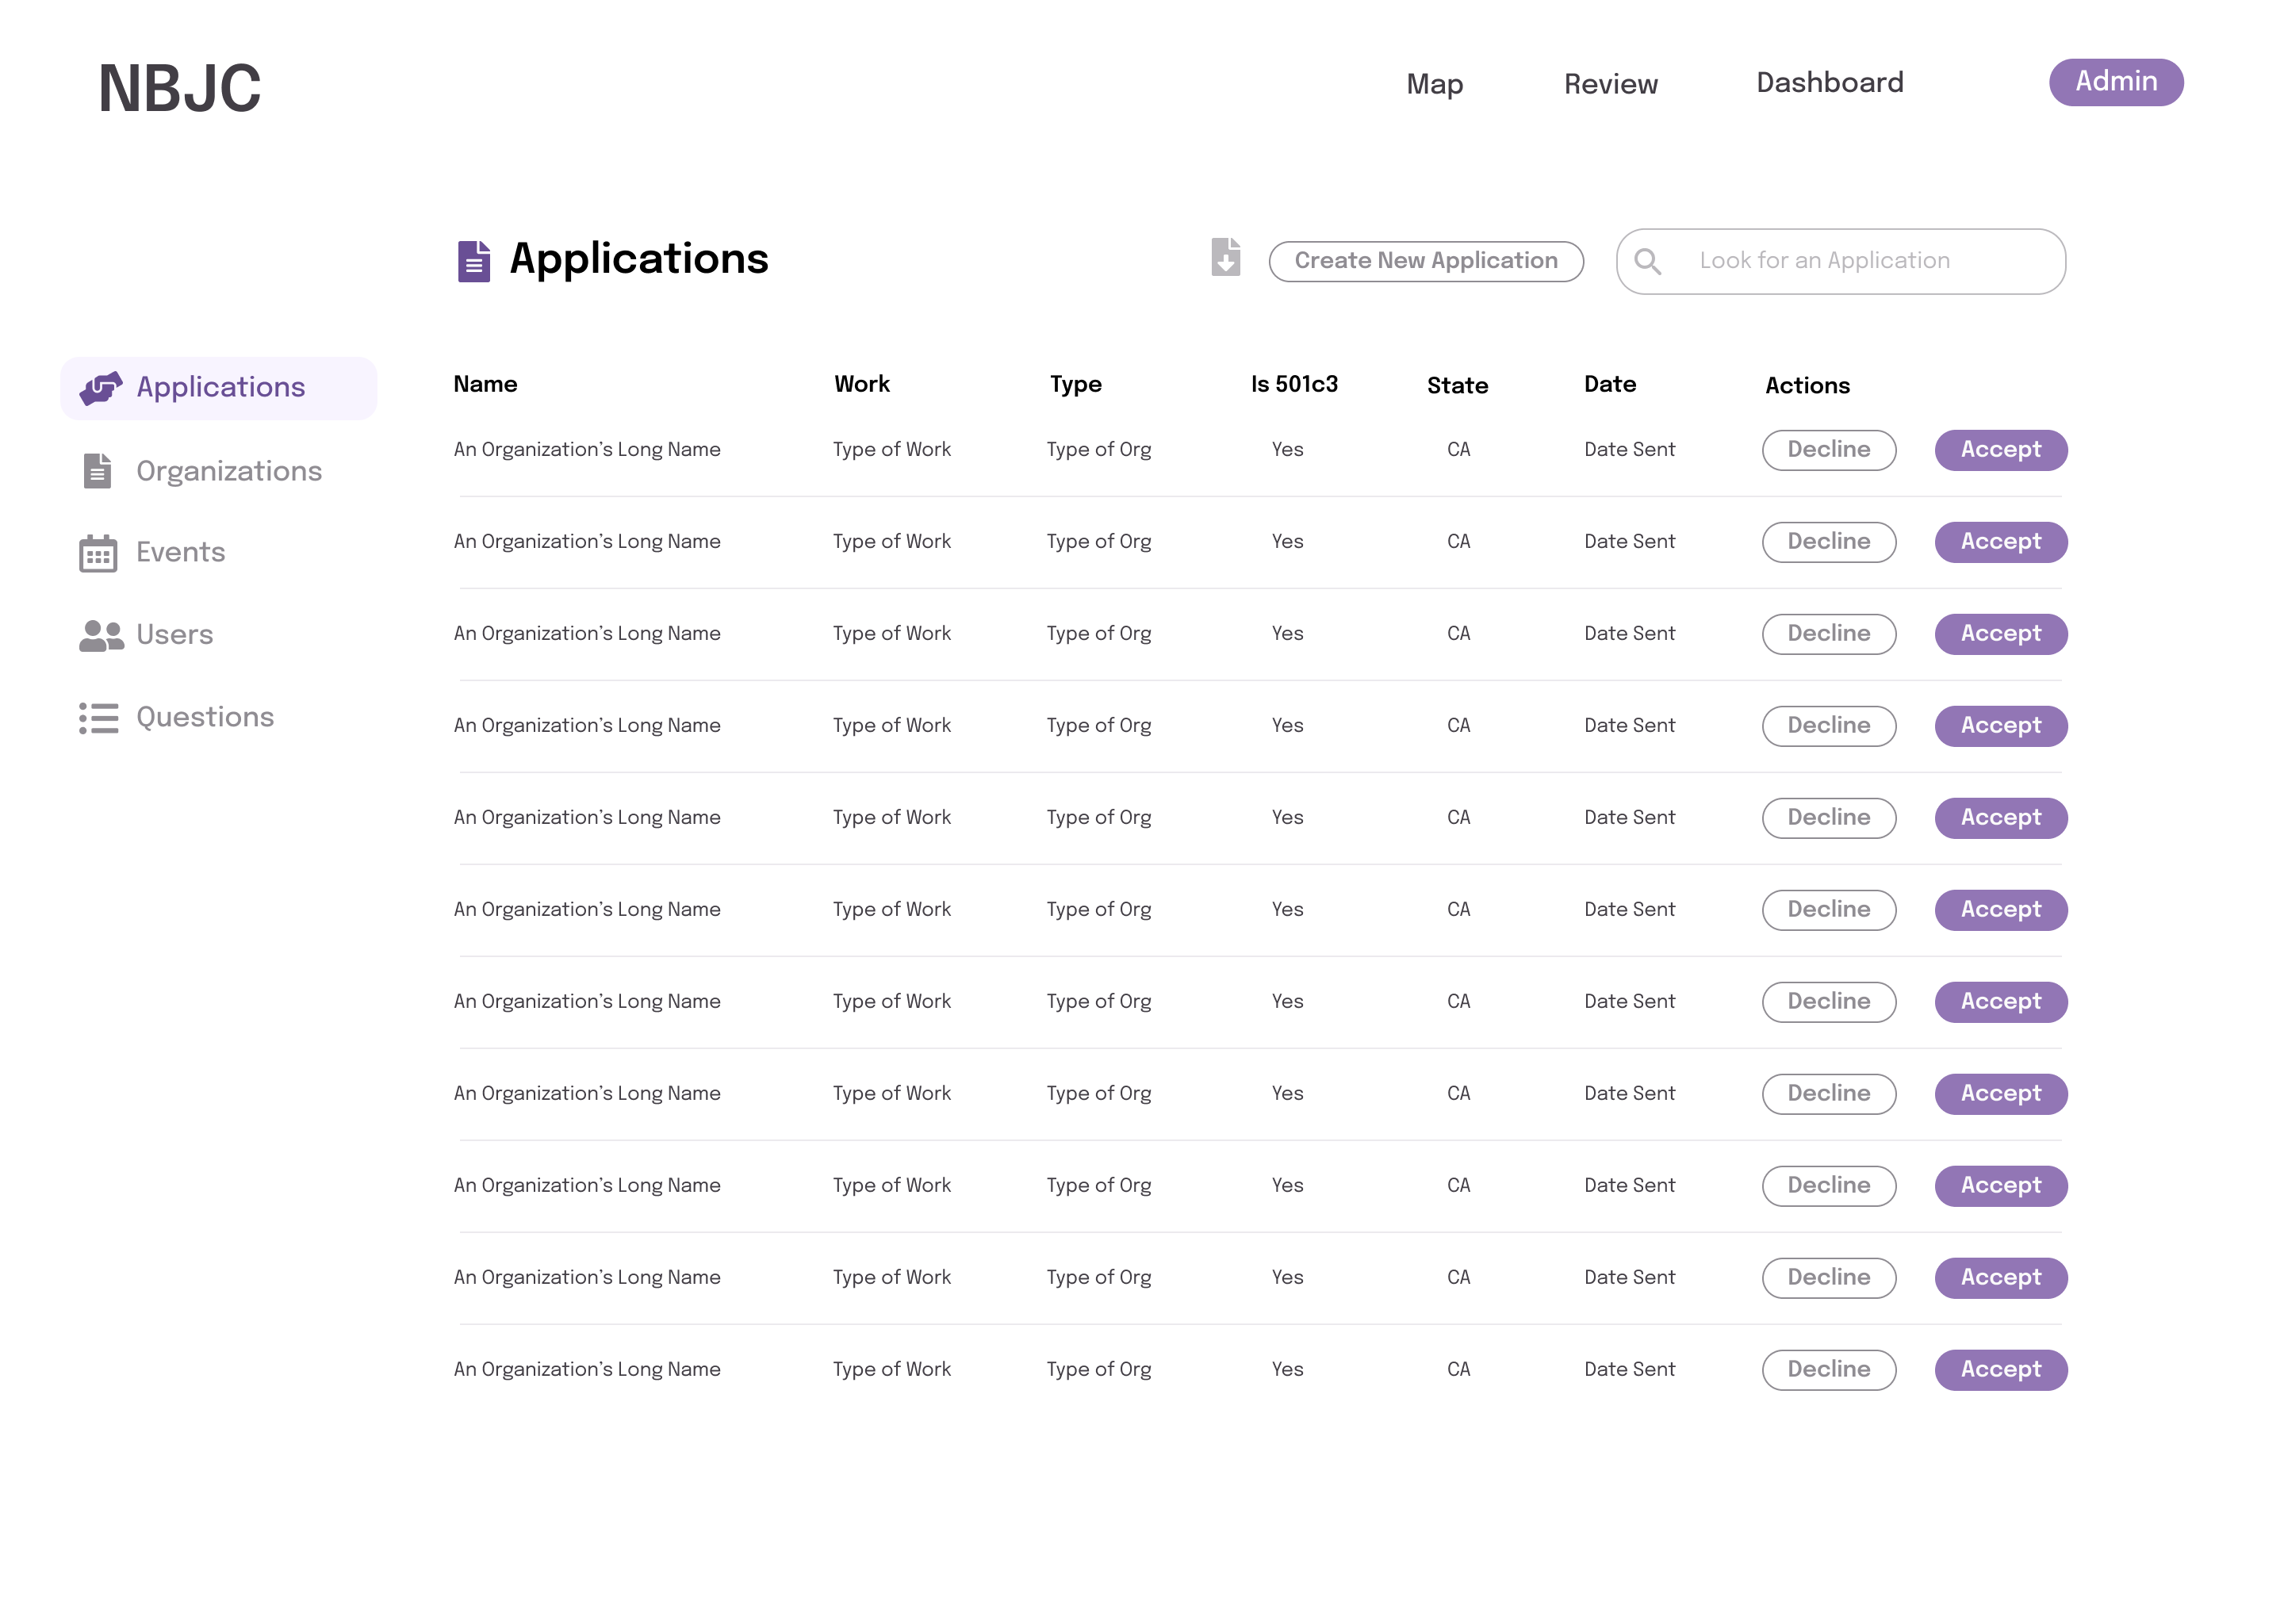 NBJC
Map Review Dashboard Admin
Applications
Create New Application
Look for an Application
Applications
Organizations
Events
Users
Questions
Name Work Type Is 501c3 State Date Actions
An Organization’s Long Name Type of Work Type of Org Yes CA Date Sent Decline Accept
An Organization’s Long Name Type of Work Type of Org Yes CA Date Sent Decline Accept
An Organization’s Long Name Type of Work Type of Org Yes CA Date Sent Decline Accept
An Organization’s Long Name Type of Work Type of Org Yes CA Date Sent Decline Accept
An Organization’s Long Name Type of Work Type of Org Yes CA Date Sent Decline Accept
An Organization’s Long Name Type of Work Type of Org Yes CA Date Sent Decline Accept
An Organization’s Long Name Type of Work Type of Org Yes CA Date Sent Decline Accept
An Organization’s Long Name Type of Work Type of Org Yes CA Date Sent Decline Accept
An Organization’s Long Name Type of Work Type of Org Yes CA Date Sent Decline Accept
An Organization’s Long Name Type of Work Type of Org Yes CA Date Sent Decline Accept
An Organization’s Long Name Type of Work Type of Org Yes CA Date Sent Decline Accept